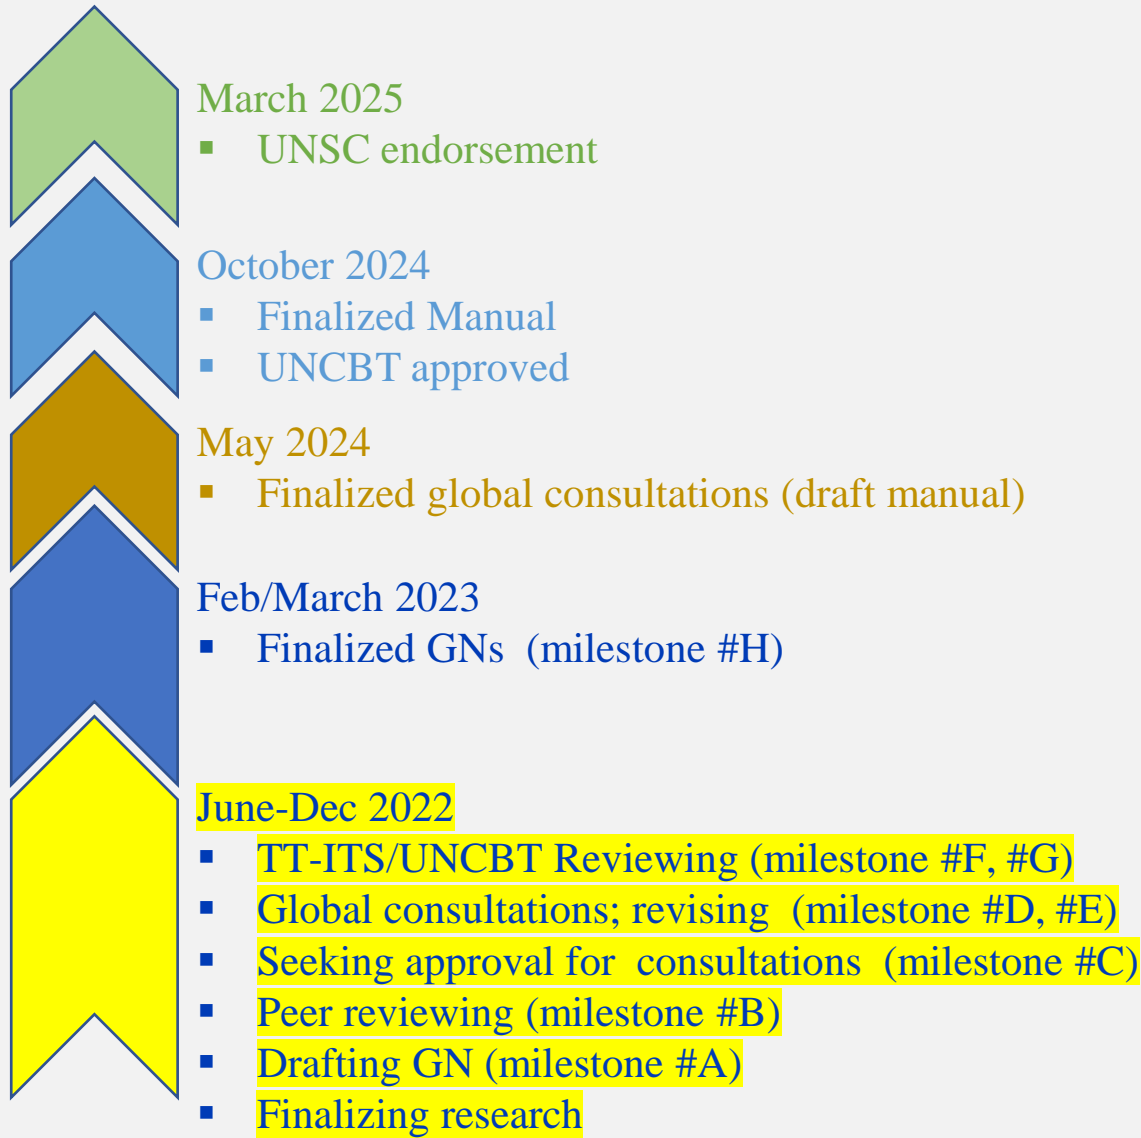 March 2025
▪ UNSC endorsement
October 2024
▪ Finalized Manual
▪ UNCBT approved
May 2024
▪ Finalized global consultations (draft manual)
Feb/March 2023
▪ Finalized GNs (milestone #H)
June-Dec 2022
▪ TT-ITS/UNCBT Reviewing (milestone #F, #G)
▪ Global consultations; revising (milestone #D, #E)
▪ Seeking approval for consultations (milestone #C)
▪ Peer reviewing (milestone #B)
▪ Drafting GN (milestone #A)
▪ Finalizing research